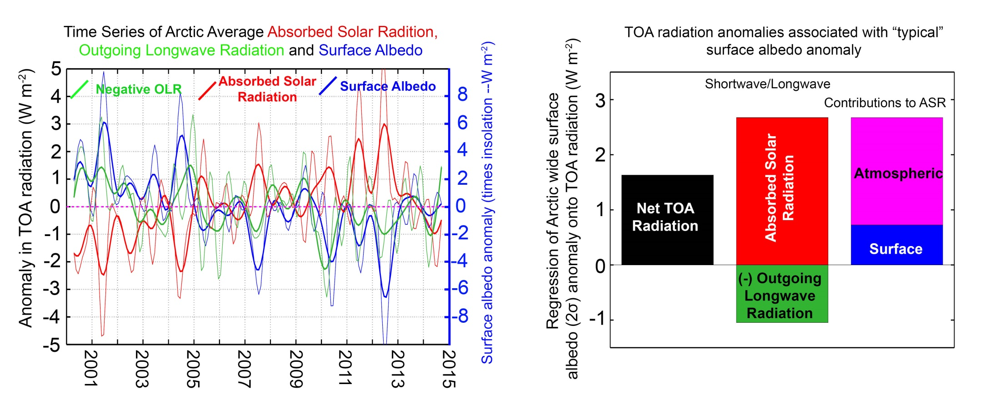 Time Series of Arctic Average Absorbed Solar Radition,
Outgoing Longwave Radiation and Surface Albedo
Anomaly in TOA radiation (W m-2)
5
4
3
2
1
0
-1
-2
-3
-4
-5
Negative OLR
Absorbed Solar
Radiation
Surface Albedo
8
6
4
2
0
-2
-4
-6
-8
Surface albedo anomaly (times insolation --W m-2)
2001
2003
2005
2007
2009
2011
2013
2015
TOA radiation anomalies associated with “typical”
surface albedo anomaly
Regression of Arctic wide surface
albedo (2σ) anomaly onto TOA radiation (W m-2)
3
2
1
0
-1
Shortwave/Longwave
Contributions to ASR
Net TOA
Radiation
Absorbed Solar
Radiation
(-) Outgoing
Longwave
Radiation
Atmospheric
Surface